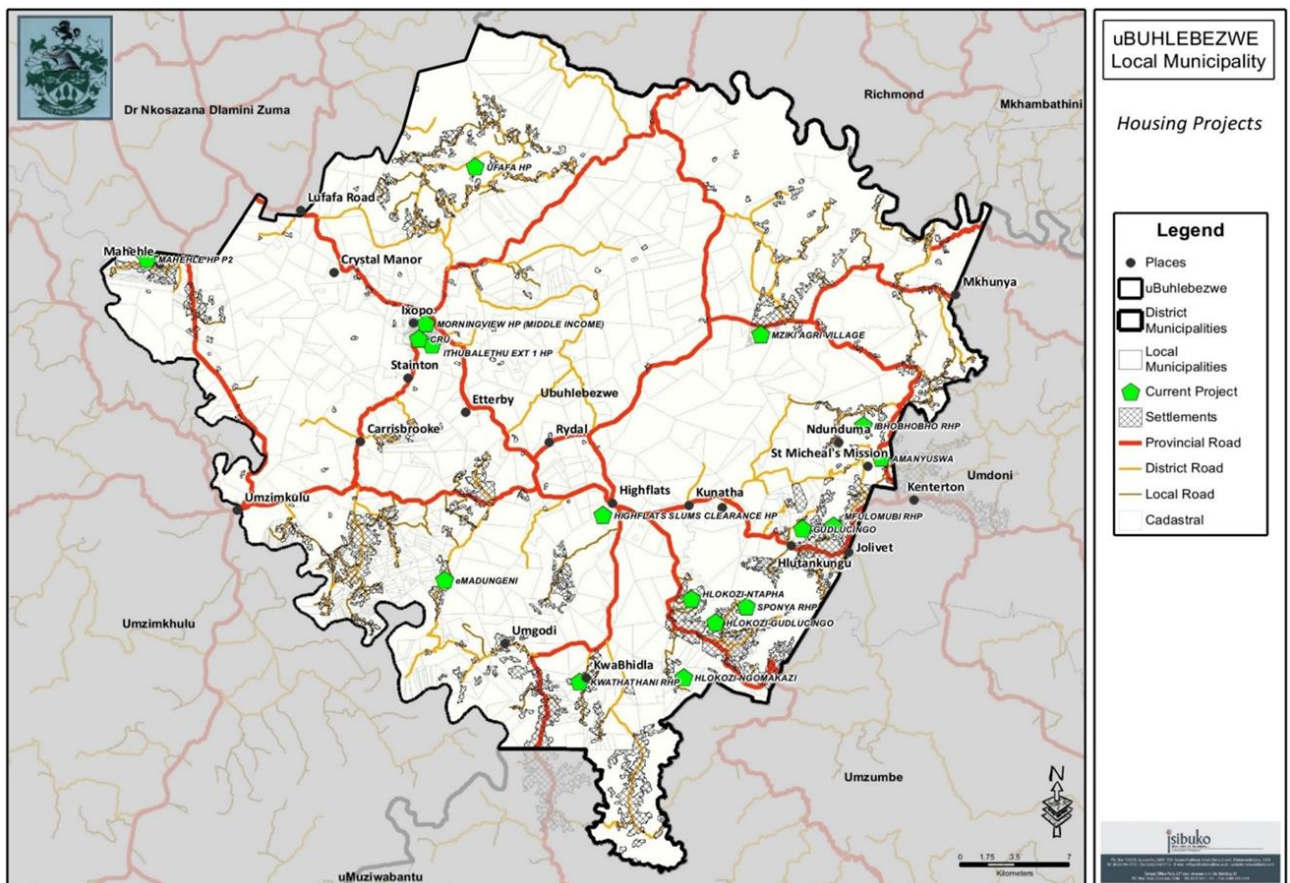 uBUHLEBEZWE
Local Municipality
Housing Projects
Legend
Places
uBuhlebezwe
District
Municipalities
Local
Municipalities
Current Project
Settlements
Provincial Road
District Road
Local Road
Cadastral
Dr Nkosazana Dlamini Zuma
Richmond
Mkhambathini
UFAFA HP
Lufafa Road
Mahehle
MAHEHLE HP P2
Crystal Manor
Mkhunya
Ixopo
MORNINGVIEW HP (MIDDLE INCOME)
CRU
ITHUBALETHU EXT 1 HP
MZIKI AGRI-VILLAGE
Stainton
Etterby
Ubuhlebezwe
Carrisbrooke
Rydal
Ndunduma
IBHOBHOBHO RHP
St Micheal's Mission
AMANYUSWA
Umdoni
Kenterton
Umzimkulu
Highflats
Kunatha
HIGHFLATS SLUMS CLEARANCE HP
MFULOMUBI RHP
GUDLUCINGO
Jolivet
Hlutankungu
eMADUNGENI
HLOKOZI-NTAPHA
SPONYA RHP
HLOKOZI-GUDLUCINGO
Umzimkhulu
Umgodi
KwaBhidla
KWATHATHANI RHP
HLOKOZI-NGOMAKAZI
Umzumbe
uMuziwabantu
N
0 1.75 3.5 7
Kilometers
isibuko